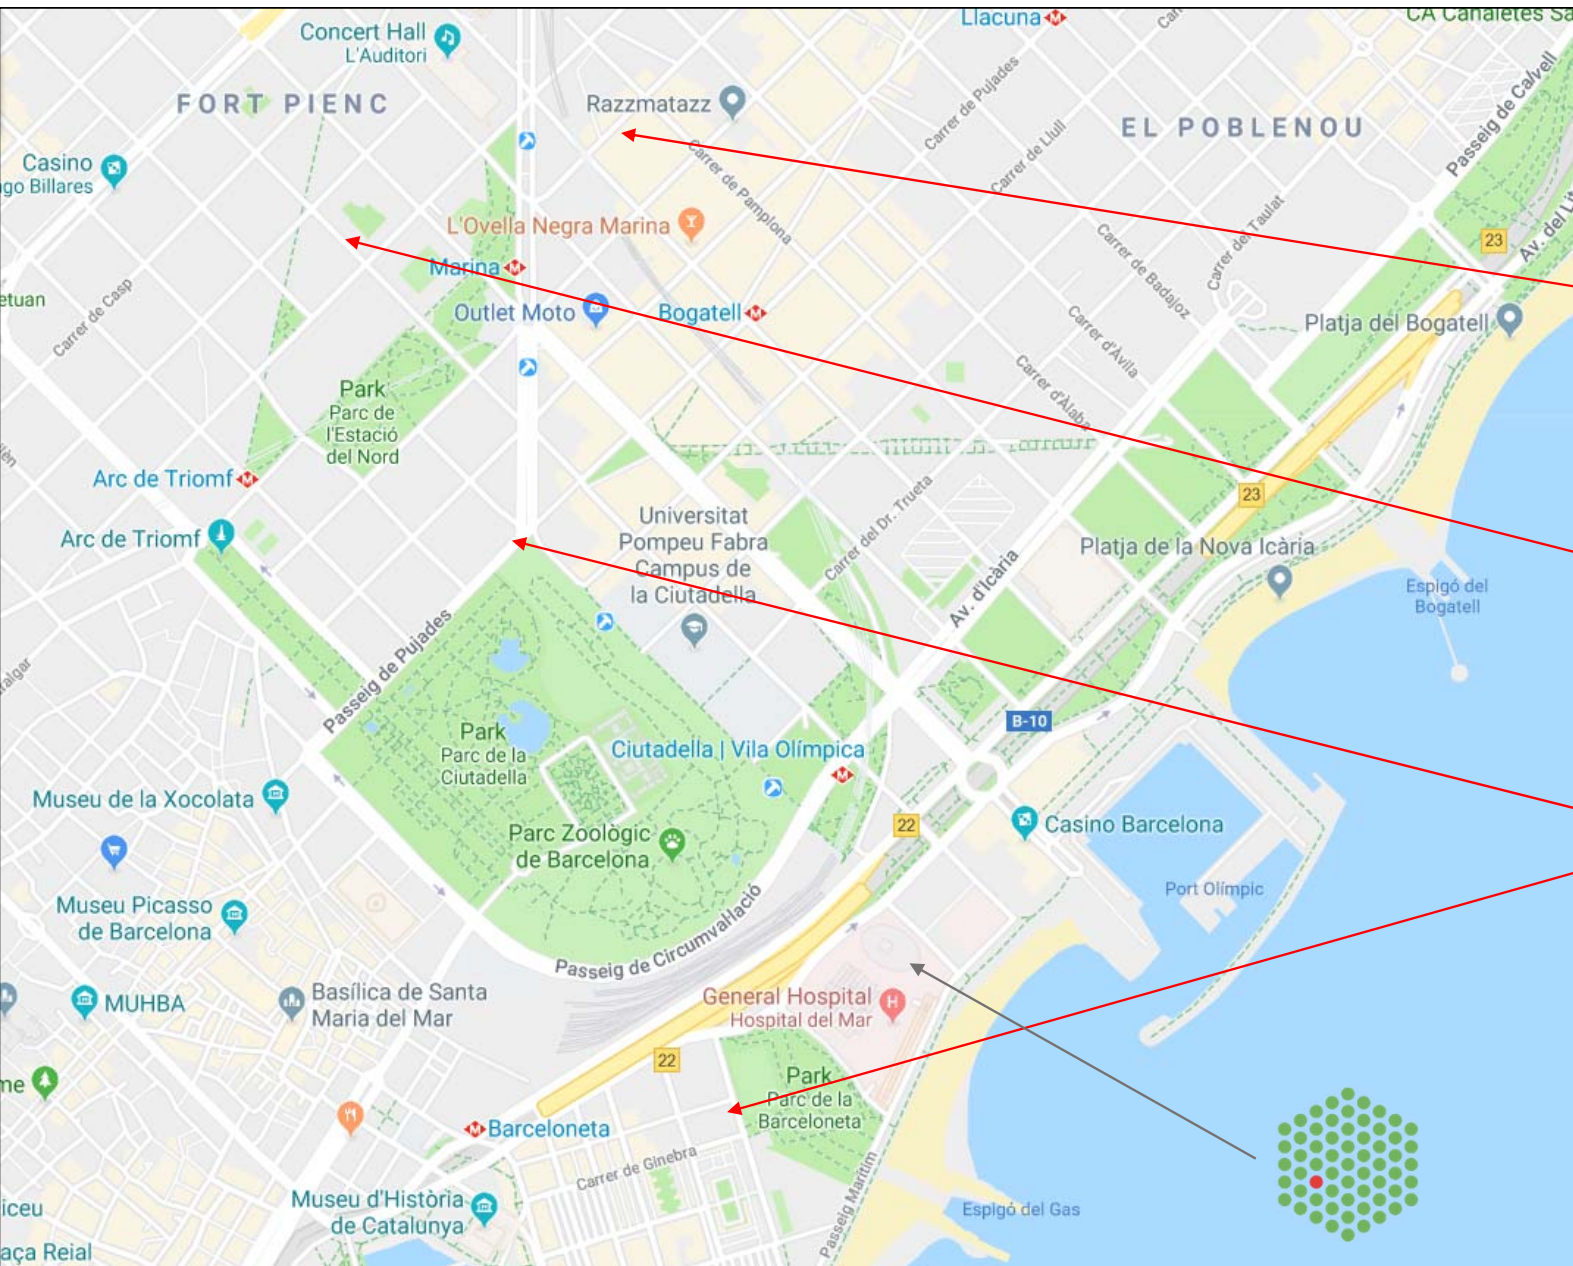 Llacuna
CA Canaletes
Concert Hall
L'Auditori
FORT PIENC
Razzmatazz
Carrer de Pujades
EL POBLENOU
Passeig de Calvell
Carrer de Llull
Casino
Billares
Carrer de Pamplona
L'Ovella Negra Marina
Carrer del Taulat
23
Marina
Carrer de Badajoz
Carrer de Casp
Outlet Moto
Bogatell
Platja del Bogatell
Carrer d'Àvila
Park
Parc de
l'Estació
del Nord
Carrer d'Àlaba
Arc de Triomf
Carrer del Dr. Trueta
23
Arc de Triomf
Universitat
Pompeu Fabra
Campus de
la Ciutadella
Av. d'Icària
Platja de la Nova Icària
Espigó del
Bogatell
Passeig de Pujades
B-10
Park
Parc de la
Ciutadella
Ciutadella | Vila Olímpica
Museu de la Xocolata
22
Casino Barcelona
Parc Zoològic
de Barcelona
Port Olímpic
Museu Picasso
de Barcelona
Passeig de Circumval·lació
MUHBA
Basílica de Santa
Maria del Mar
General Hospital
Hospital del Mar
H
22
Park
Parc de la
Barceloneta
Barceloneta
Carrer de Ginebra
Passeig Marítim
Museu d'Història
de Catalunya
Espigó del Gas
Reial